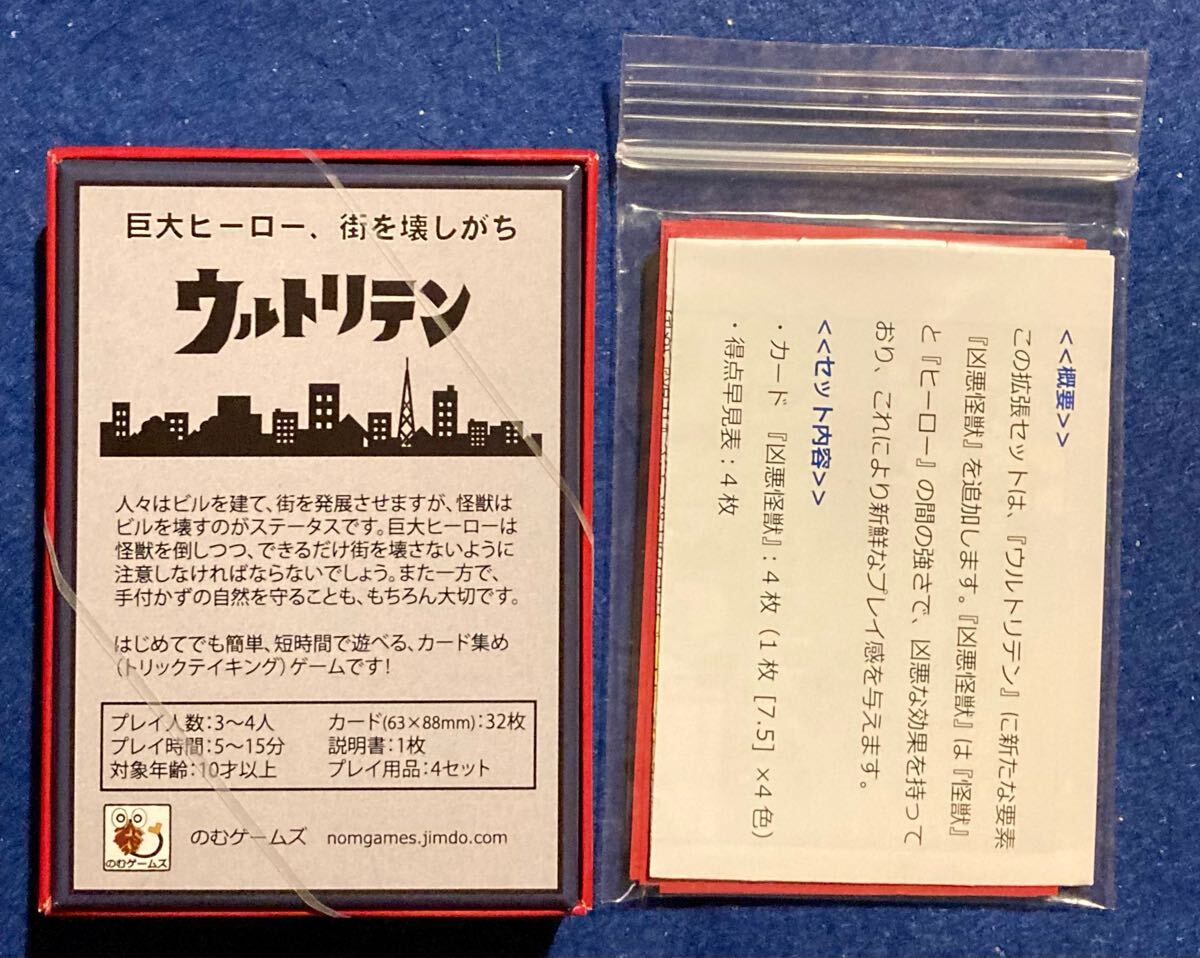 巨大ヒーロー、街を壊しがち
ウルトリテン
人々はビルを建て、街を発展させますが、怪獣は
ビルを壊すのがステータスです。巨大ヒーローは
怪獣を倒しつつ、できるだけ街を壊さないように
注意しなければならないでしょう。また一方で、
手付かずの自然を守ることも、もちろん大切です。
はじめてでも簡単、短時間で遊べる、カード集め
（トリックテイキング）ゲームです！
プレイ人数：3～4人
プレイ時間：5～15分
対象年齢：10才以上
カード(63×88mm)：32枚
説明書：1枚
プレイ用品：4セット
のむゲームズ
のむゲームズ nomgames.jimdo.com
<<概要>>
この拡張セットは、『ウルトリテン』に新たな要素
『凶悪怪獣』を追加します。『凶悪怪獣』は『怪獣』
と『ヒーロー』の間の強さで、凶悪な効果を持って
おり、これにより新鮮なプレイ感を与えます。
<<セット内容>>
・カード 『凶悪怪獣』：4枚（1枚 [7.5] ×4色）
・得点早見表：4枚